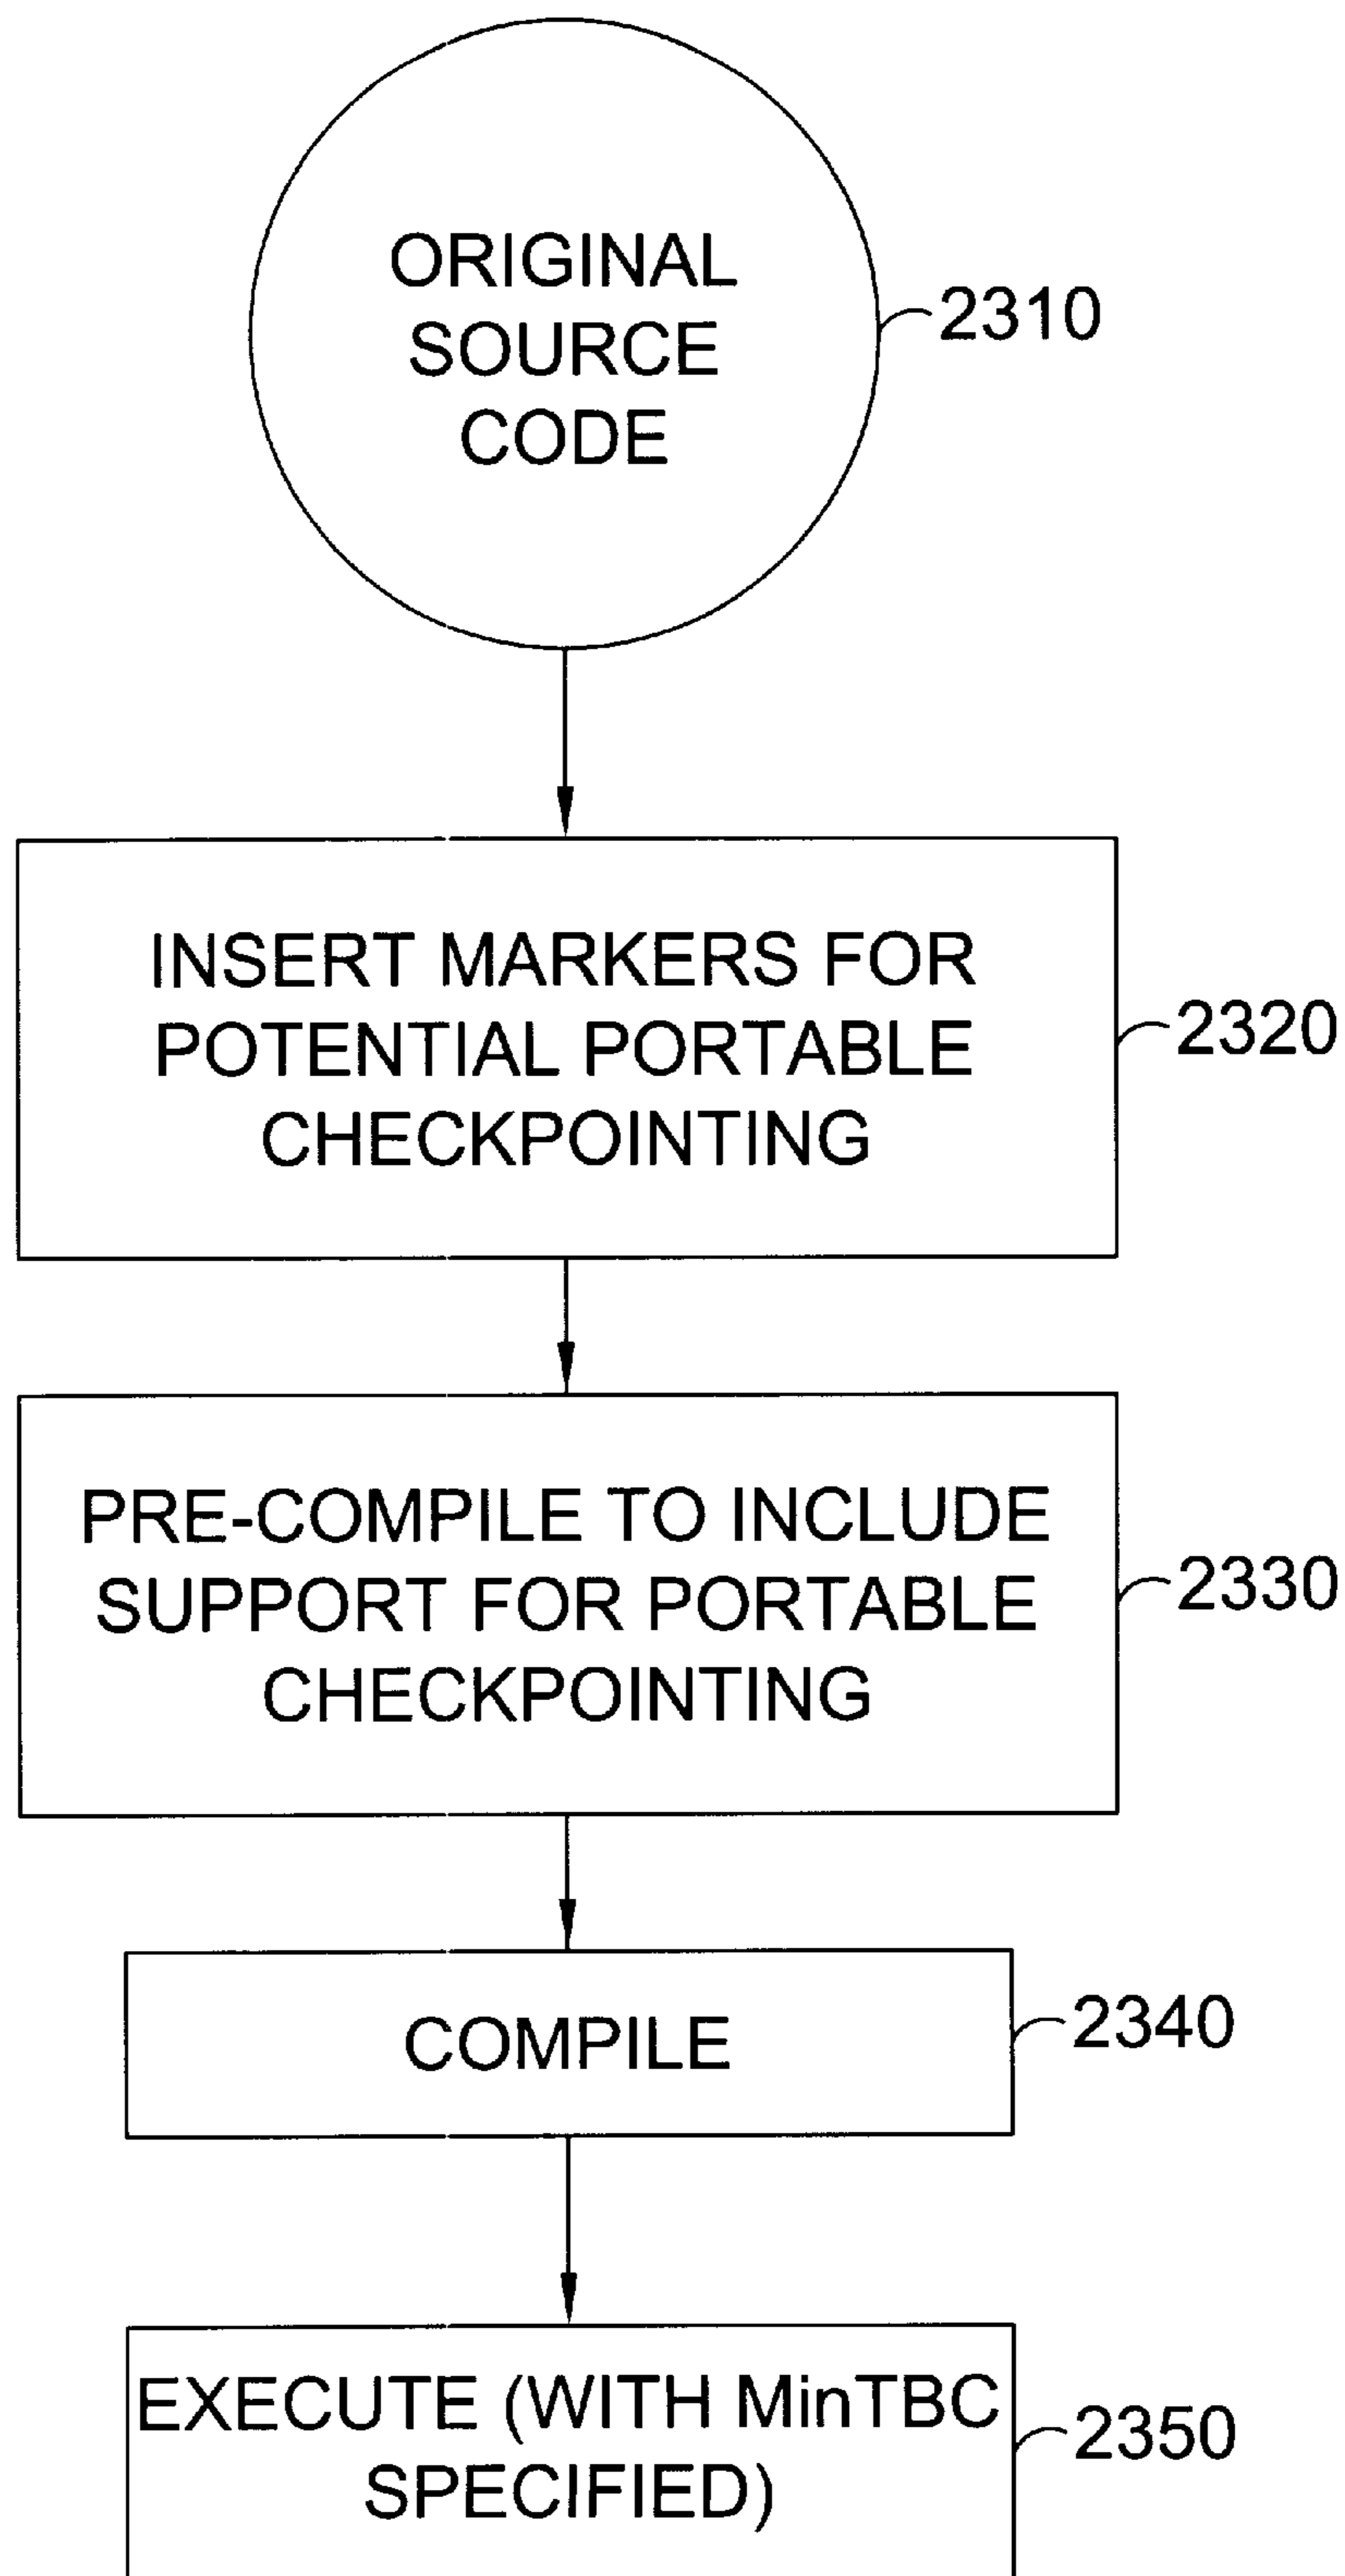 ORIGINAL
SOURCE
CODE
2310
INSERT MARKERS FOR
POTENTIAL PORTABLE
CHECKPOINTING
2320
PRE-COMPILE TO INCLUDE
SUPPORT FOR PORTABLE
CHECKPOINTING
2330
COMPILE
2340
EXECUTE (WITH MinTBC
SPECIFIED)
2350